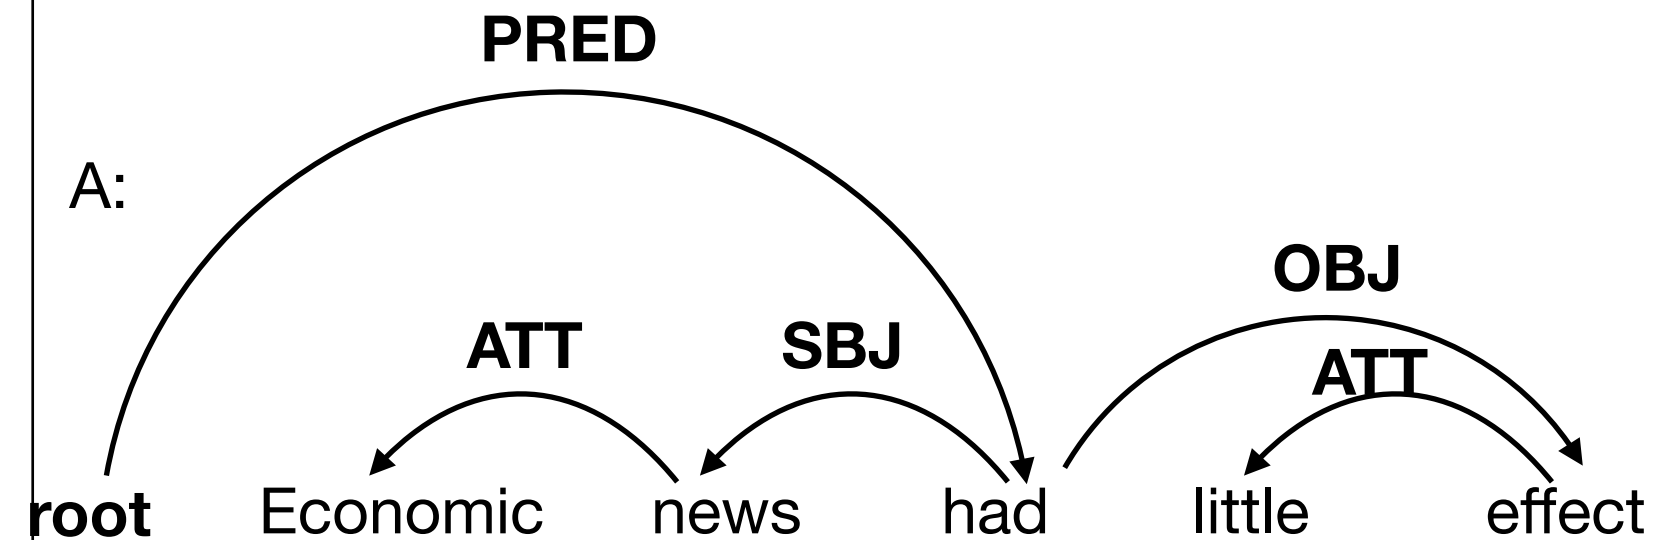 PRED
A:
OBJ
ATT SBJ ATT
root Economic news had little effect